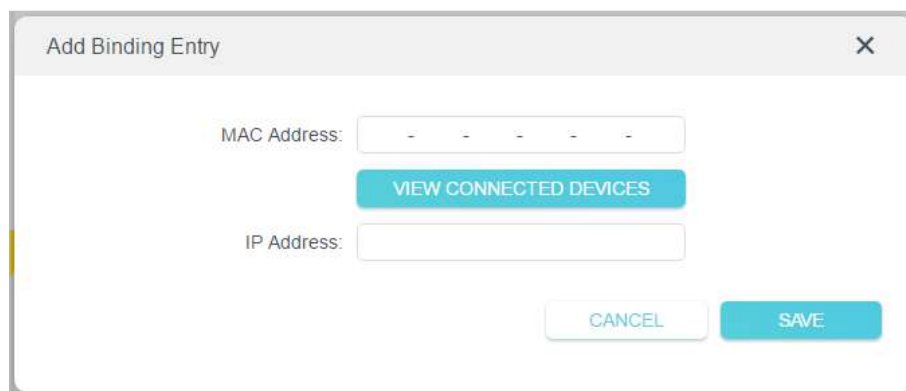 Add Binding Entry ×
MAC Address: - - - - -
VIEW CONNECTED DEVICES
IP Address:
CANCEL SAVE